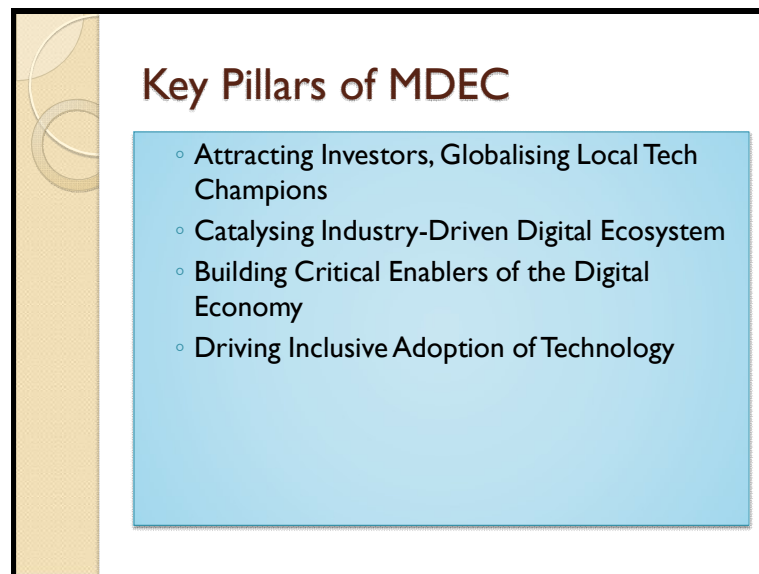 Key Pillars of MDEC
◦ Attracting Investors, Globalising Local Tech
Champions
◦ Catalysing Industry-Driven Digital Ecosystem
◦ Building Critical Enablers of the Digital
Economy
◦ Driving Inclusive Adoption of Technology